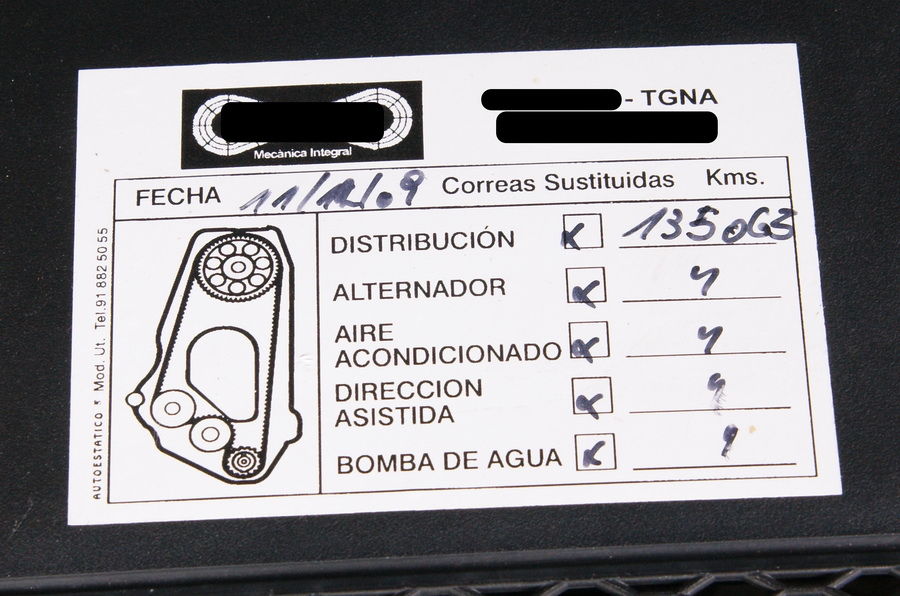 - TGNA
Mecànica Integral
FECHA 11/12/09 Correas Sustituidas Kms.
DISTRIBUCIÓN x 135063
ALTERNADOR x "
AIRE
ACONDICIONADO x "
DIRECCION
ASISTIDA x "
BOMBA DE AGUA x "
AUTOESTATICO * Mod. Ut. Tel.91 882 50 55